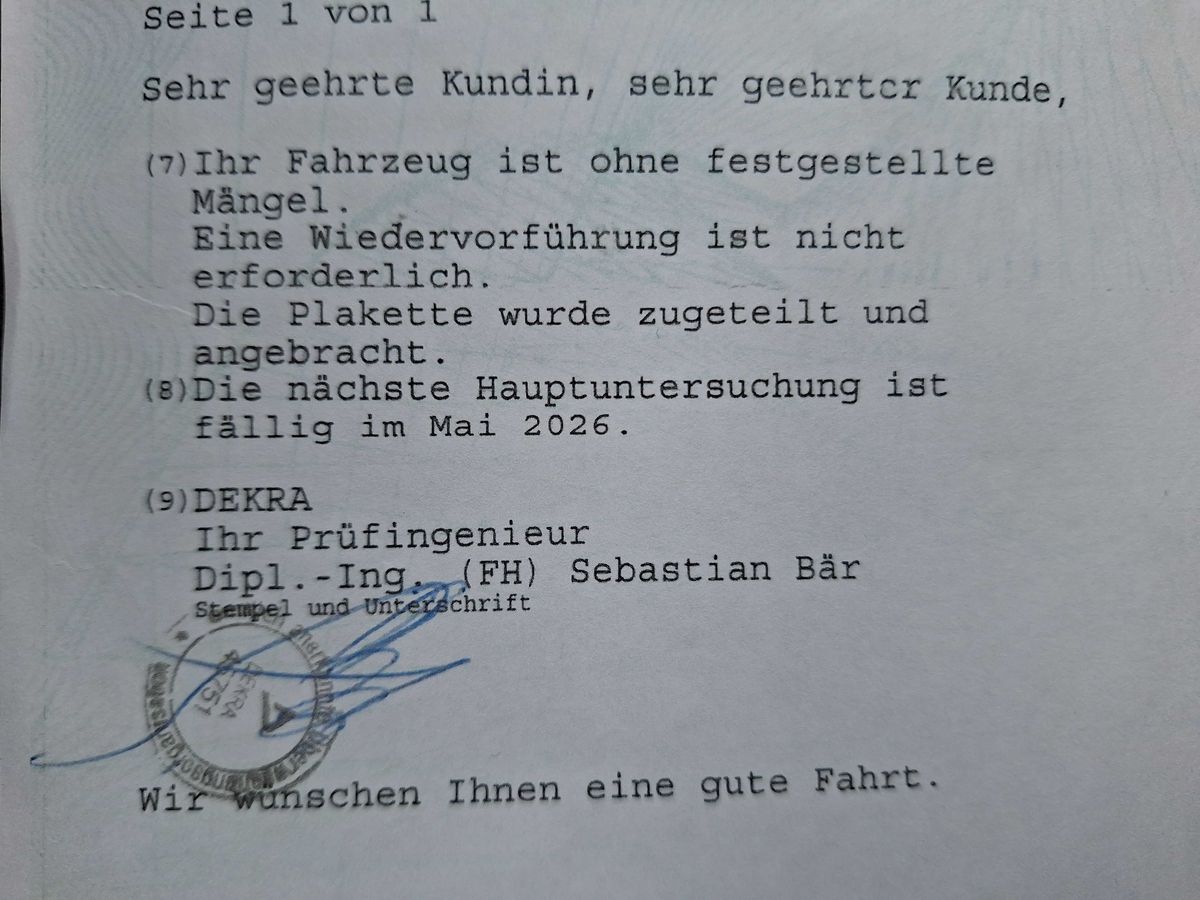 Seite 1 von 1
Sehr geehrte Kundin, sehr geehrter Kunde,
(7)Ihr Fahrzeug ist ohne festgestellte
Mängel.
Eine Wiedervorführung ist nicht
erforderlich.
Die Plakette wurde zugeteilt und
angebracht.
(8)Die nächste Hauptuntersuchung ist
fällig im Mai 2026.
(9)DEKRA
Ihr Prüfingenieur
Dipl.-Ing. (FH) Sebastian Bär
Stempel und Unterschrift
DEKRA
Wir wünschen Ihnen eine gute Fahrt.